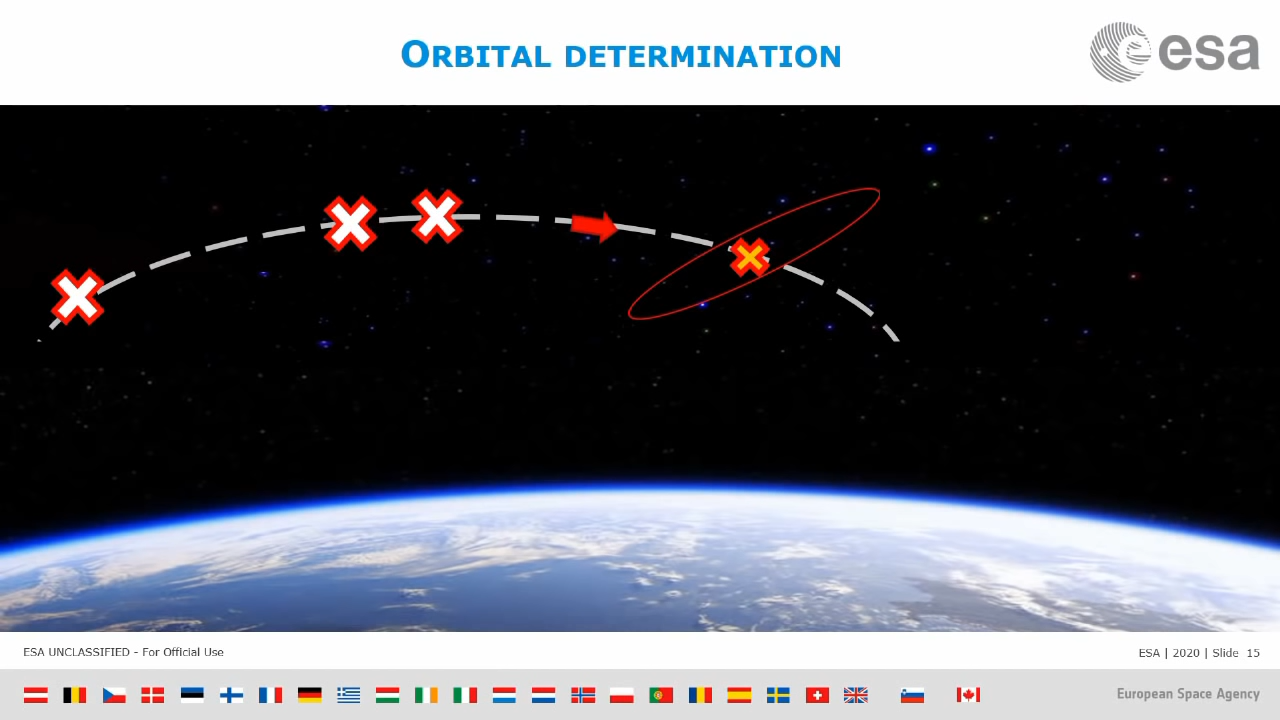 ORBITAL DETERMINATION
esa
ESA UNCLASSIFIED - For Official Use
ESA | 2020 | Slide 15
European Space Agency